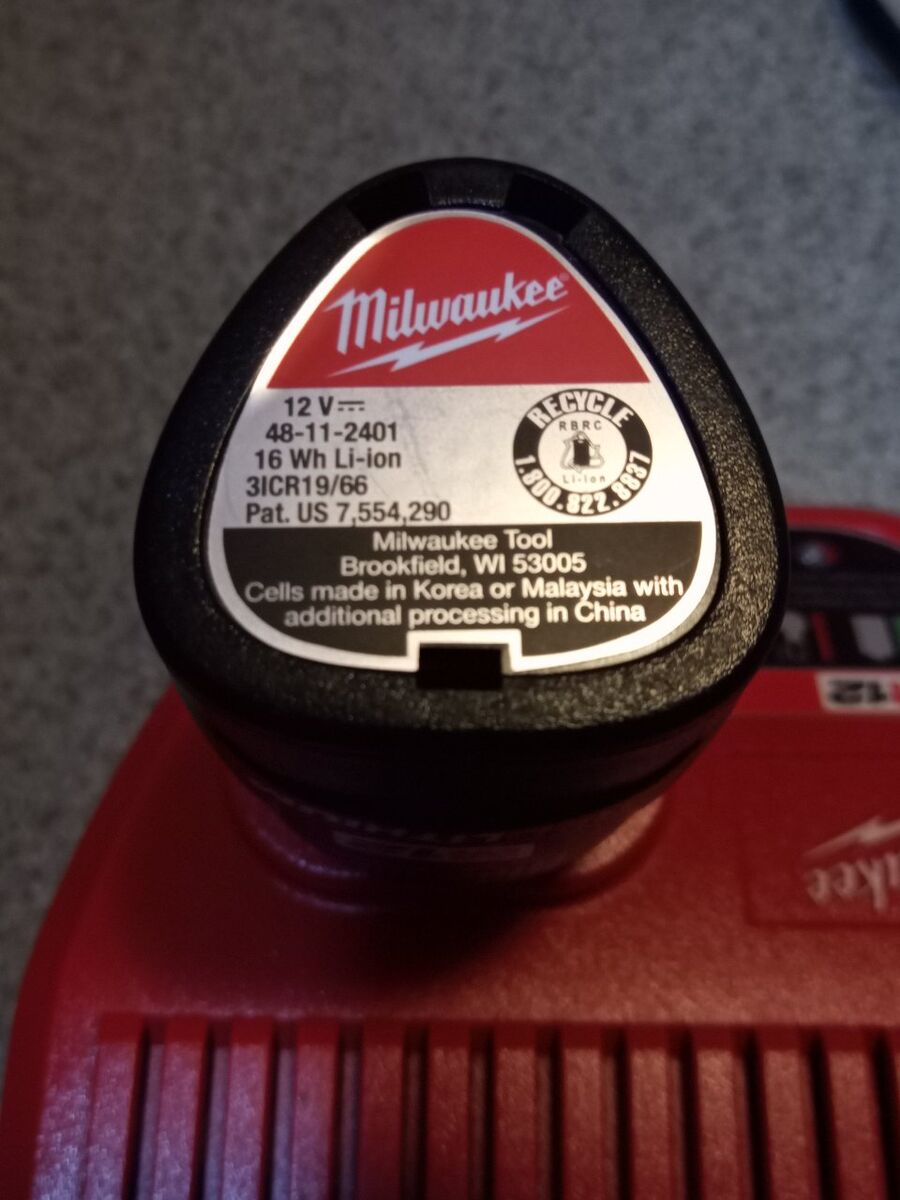 Milwaukee®
12 V
48-11-2401
16 Wh Li-ion
3ICR19/66
Pat. US 7,554,290
RECYCLE
RBRC
Li-ion
1.800.822.8837
Milwaukee Tool
Brookfield, WI 53005
Cells made in Korea or Malaysia with
additional processing in China
12
ukee